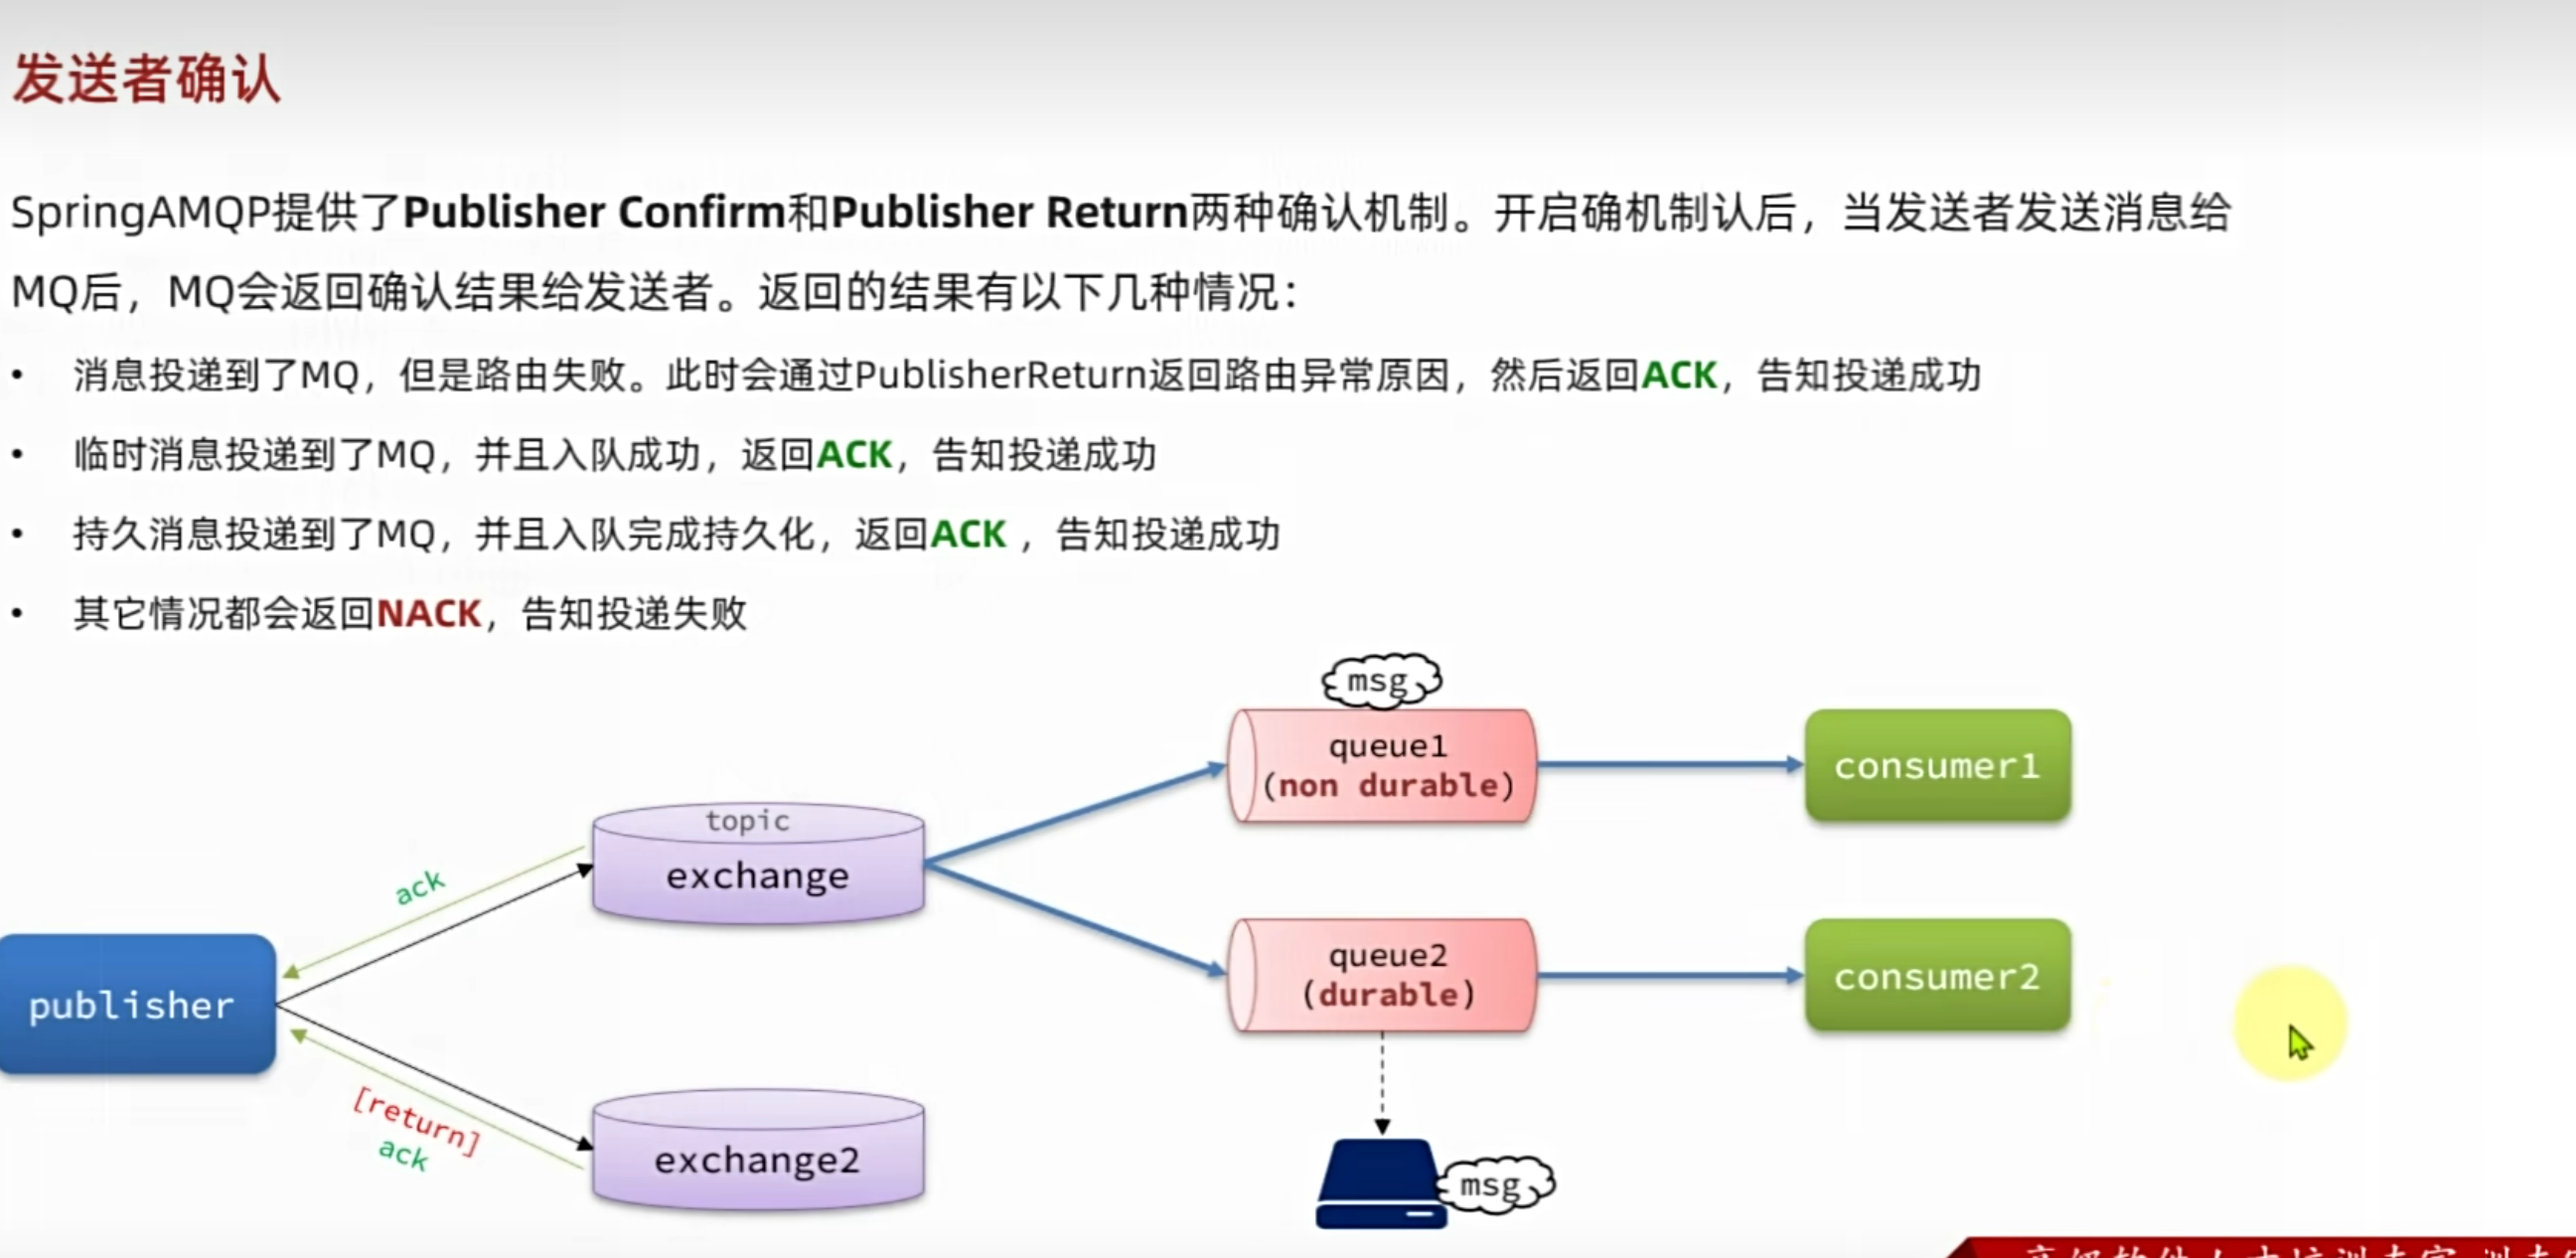 发送者确认
SpringAMQP提供了Publisher Confirm和Publisher Return两种确认机制。开启确机制认后，当发送者发送消息给
MQ后，MQ会返回确认结果给发送者。返回的结果有以下几种情况：
• 消息投递到了MQ，但是路由失败。此时会通过PublisherReturn返回路由异常原因，然后返回ACK，告知投递成功
• 临时消息投递到了MQ，并且入队成功，返回ACK，告知投递成功
• 持久消息投递到了MQ，并且入队完成持久化，返回ACK ，告知投递成功
• 其它情况都会返回NACK，告知投递失败
msg
queue1
(non durable)
consumer1
topic
exchange
ack
publisher
queue2
(durable)
consumer2
[return]
ack
exchange2
msg